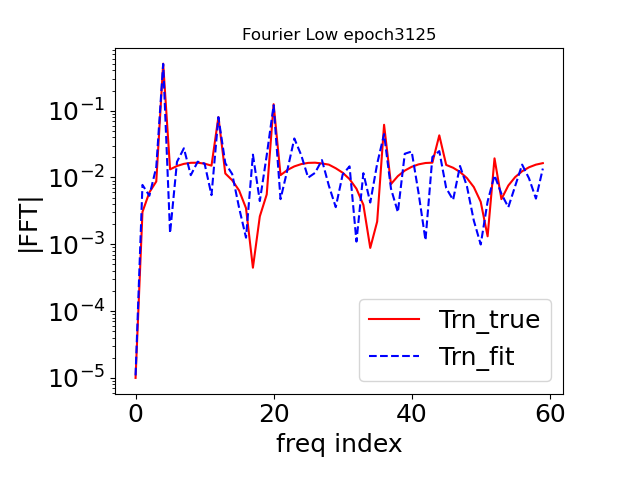 Fourier Low epoch3125
|FFT|
10⁻¹
10⁻²
10⁻³
10⁻⁴
10⁻⁵
Trn_true
Trn_fit
0 20 40 60
freq index